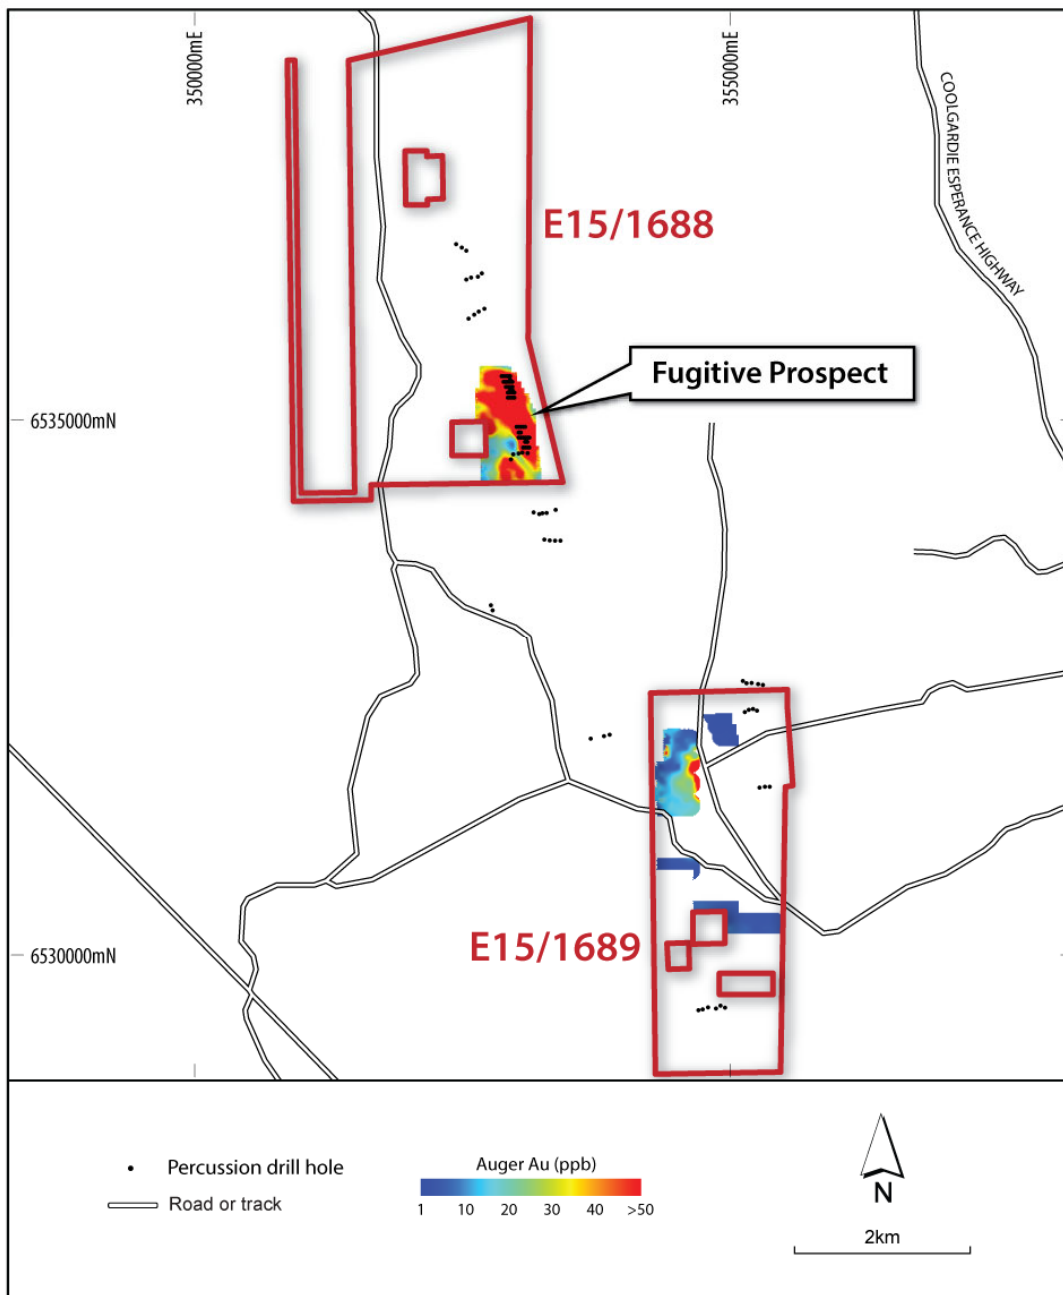 350000mE
355000mE
COOLGARDIE ESPERANCE HIGHWAY
E15/1688
Fugitive Prospect
6535000mN
E15/1689
6530000mN
Percussion drill hole
Road or track
Auger Au (ppb)
1 10 20 30 40 >50
N
2km